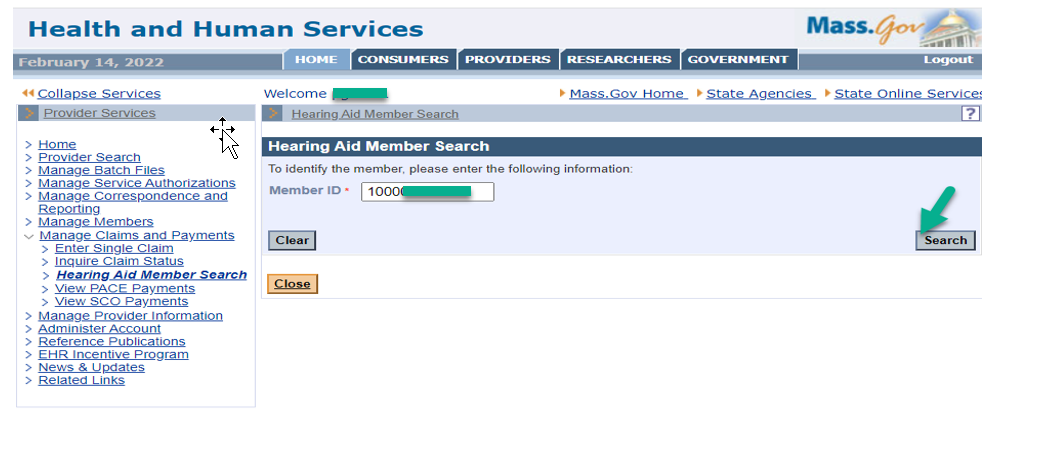 Health and Human Services
Mass.Gov
February 14, 2022
HOME CONSUMERS PROVIDERS RESEARCHERS GOVERNMENT Logout
Collapse Services
Welcome
Mass.Gov Home State Agencies State Online Services
Provider Services
Hearing Aid Member Search ?
Home
Provider Search
Manage Batch Files
Manage Service Authorizations
Manage Correspondence and
Reporting
Manage Members
Manage Claims and Payments
Enter Single Claim
Inquire Claim Status
Hearing Aid Member Search
View PACE Payments
View SCO Payments
Manage Provider Information
Administer Account
Reference Publications
EHR Incentive Program
News & Updates
Related Links
Hearing Aid Member Search
To identify the member, please enter the following information:
Member ID * 1000
Clear Search
Close